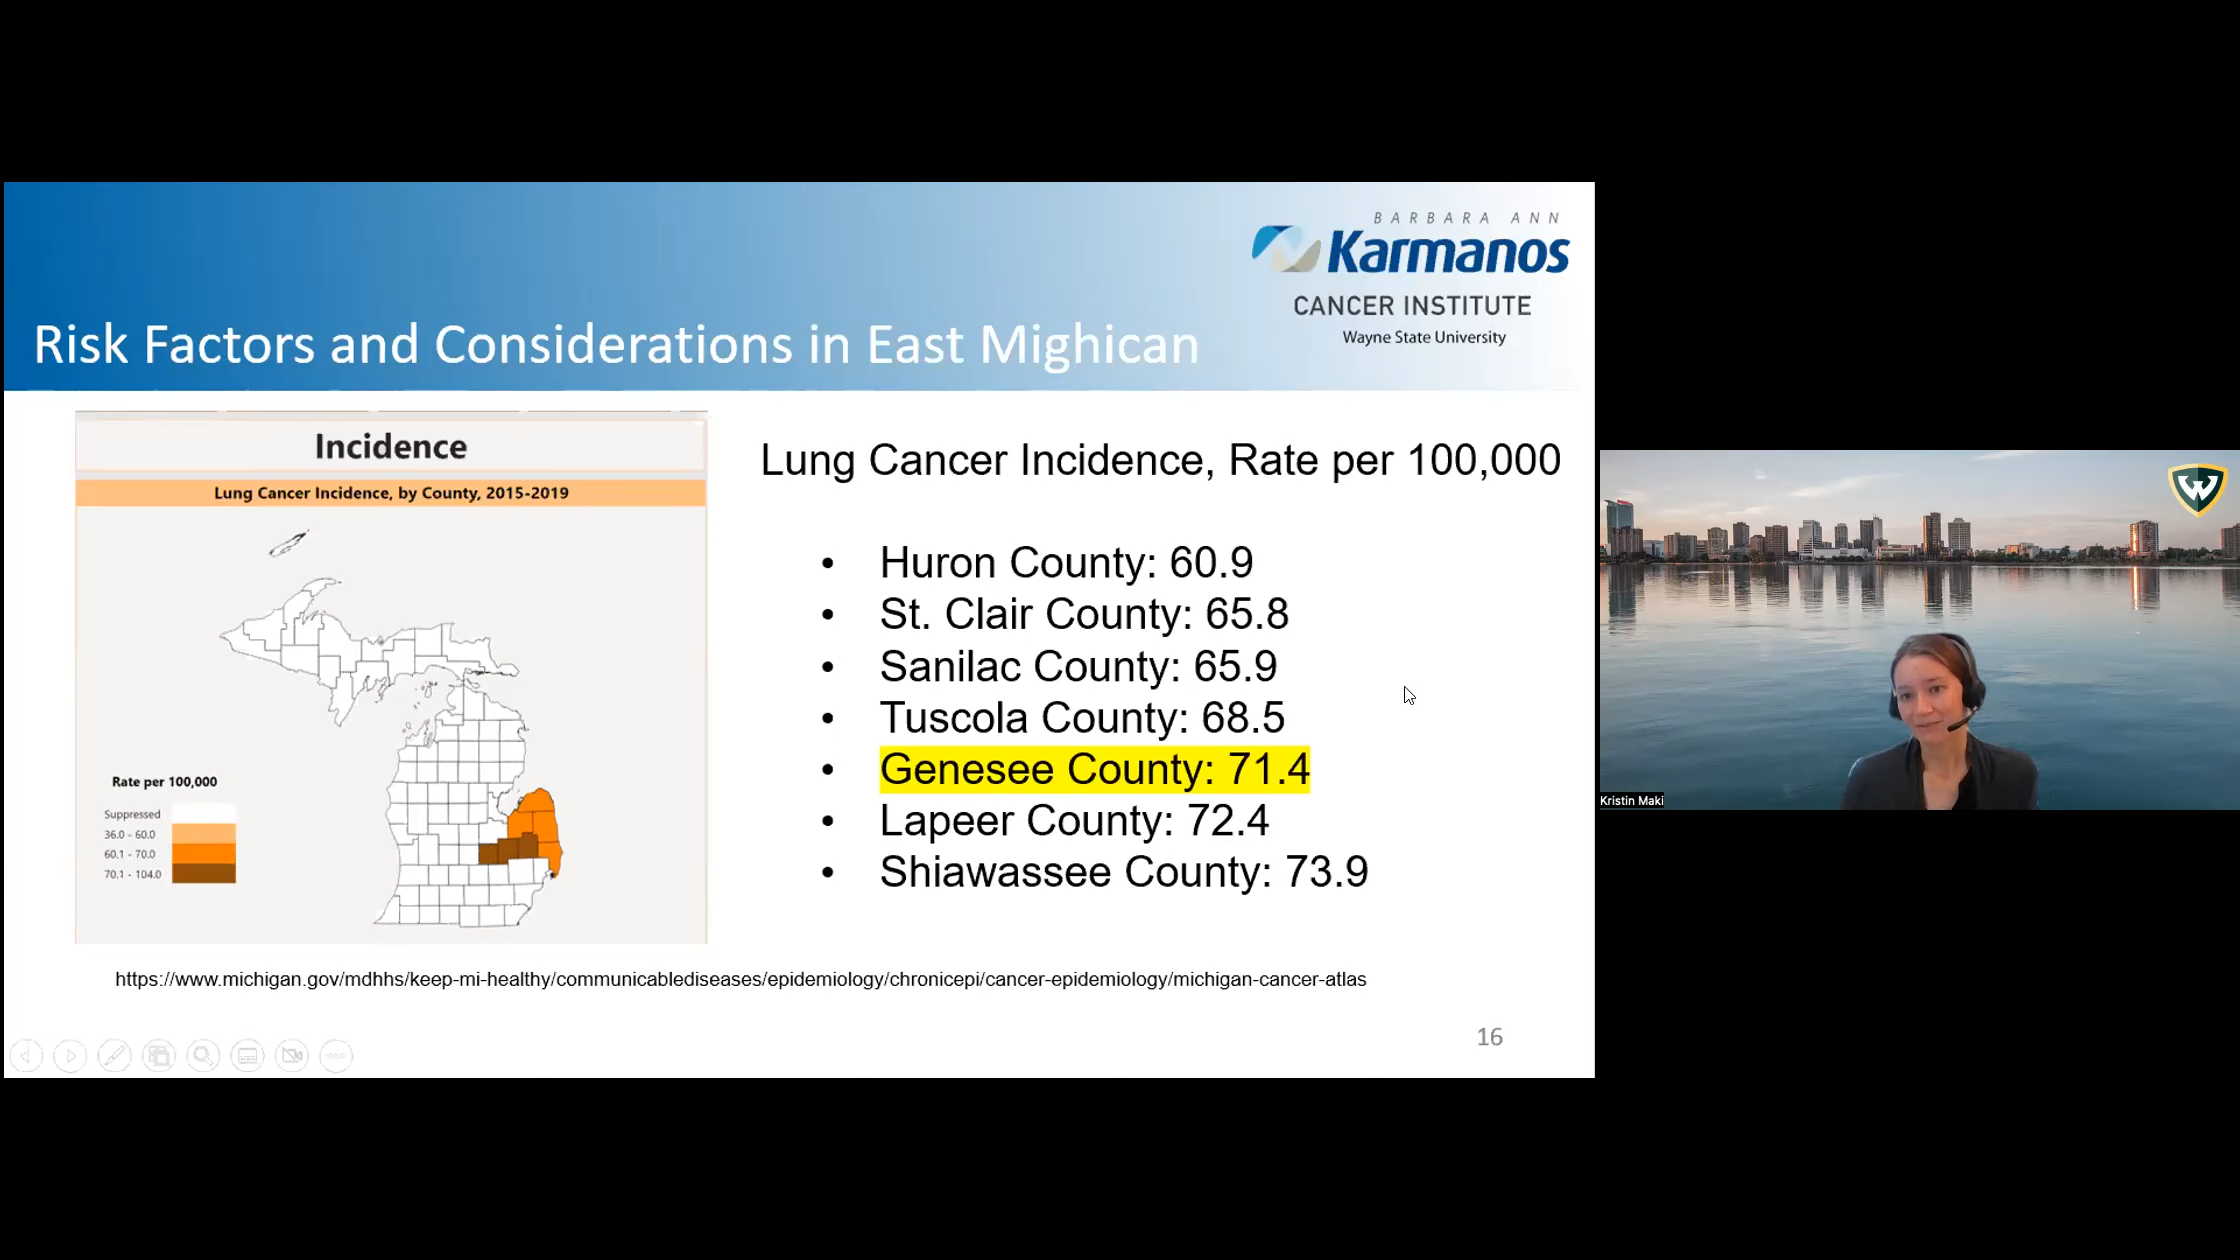 BARBARA ANN
Karmanos
CANCER INSTITUTE
Wayne State University
Risk Factors and Considerations in East Mighican
Incidence
Lung Cancer Incidence, by County, 2015-2019
Rate per 100,000
Suppressed
36.0 - 60.0
60.1 - 70.0
70.1 - 104.0
Lung Cancer Incidence, Rate per 100,000
• Huron County: 60.9
• St. Clair County: 65.8
• Sanilac County: 65.9
• Tuscola County: 68.5
• Genesee County: 71.4
• Lapeer County: 72.4
• Shiawassee County: 73.9
https://www.michigan.gov/mdhhs/keep-mi-healthy/communicablediseases/epidemiology/chronicepi/cancer-epidemiology/michigan-cancer-atlas
16
W
Kristin Maki